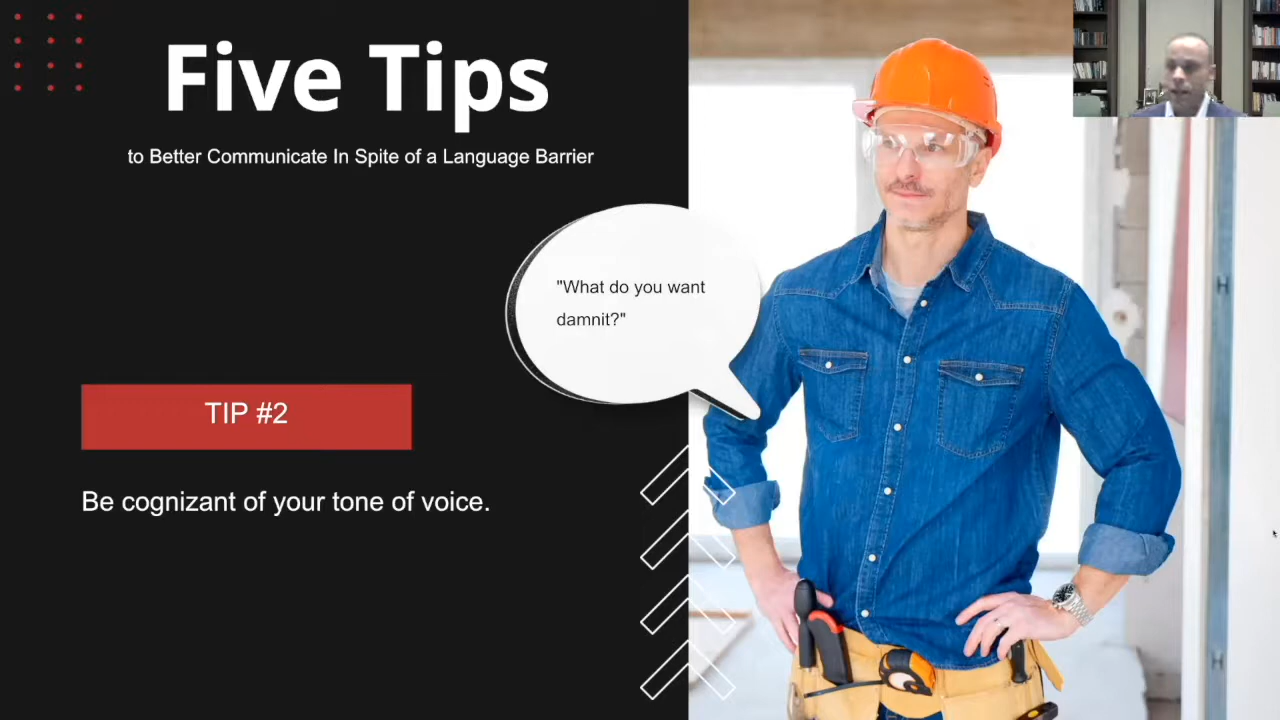 Five Tips
to Better Communicate In Spite of a Language Barrier
"What do you want
damnit?"
TIP #2
Be cognizant of your tone of voice.